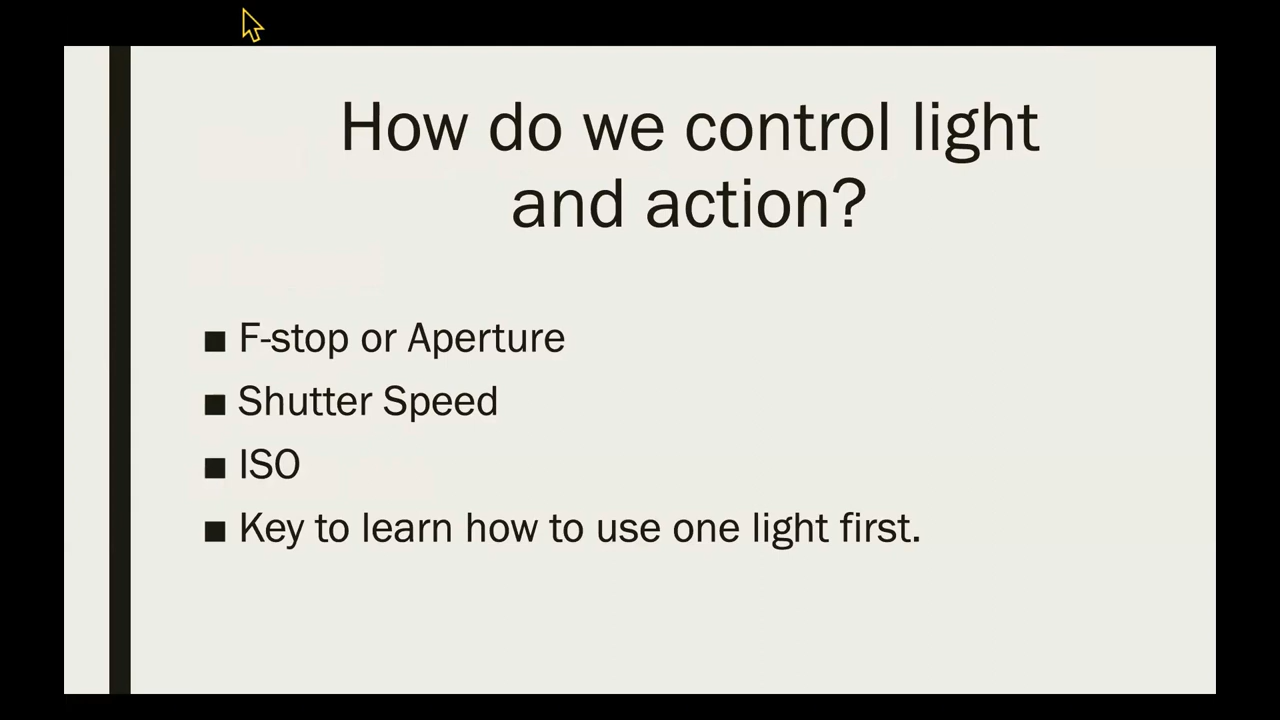 How do we control light
and action?
■ F-stop or Aperture
■ Shutter Speed
■ ISO
■ Key to learn how to use one light first.